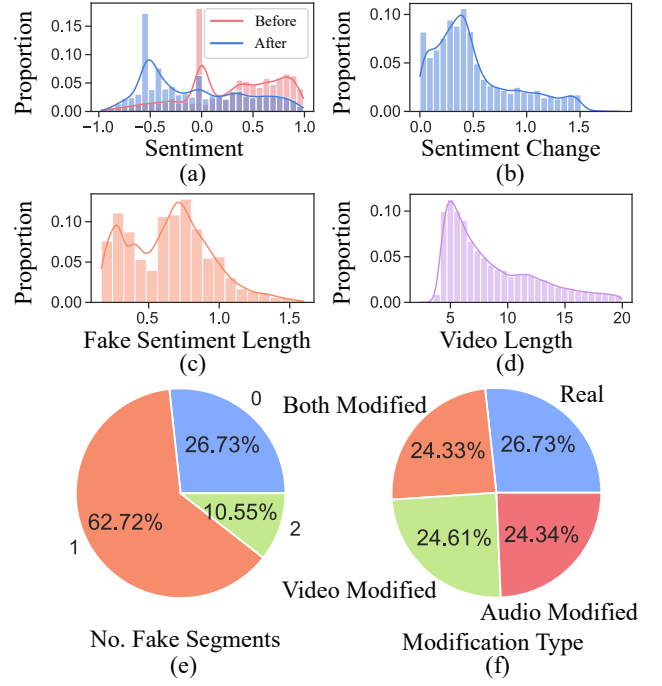 Proportion
0.15
0.10
0.05
0.00
Before
After
−1.0 −0.5 0.0 0.5 1.0
Sentiment
(a)
Proportion
0.10
0.05
0.00
0.0 0.5 1.0 1.5
Sentiment Change
(b)
Proportion
0.10
0.05
0.00
0.5 1.0 1.5
Fake Sentiment Length
(c)
Proportion
0.10
0.05
0.00
5 10 15 20
Video Length
(d)
0
26.73%
62.72%
1
10.55%
2
No. Fake Segments
(e)
Both Modified
Real
24.33%
26.73%
24.61%
24.34%
Video Modified
Audio Modified
Modification Type
(f)